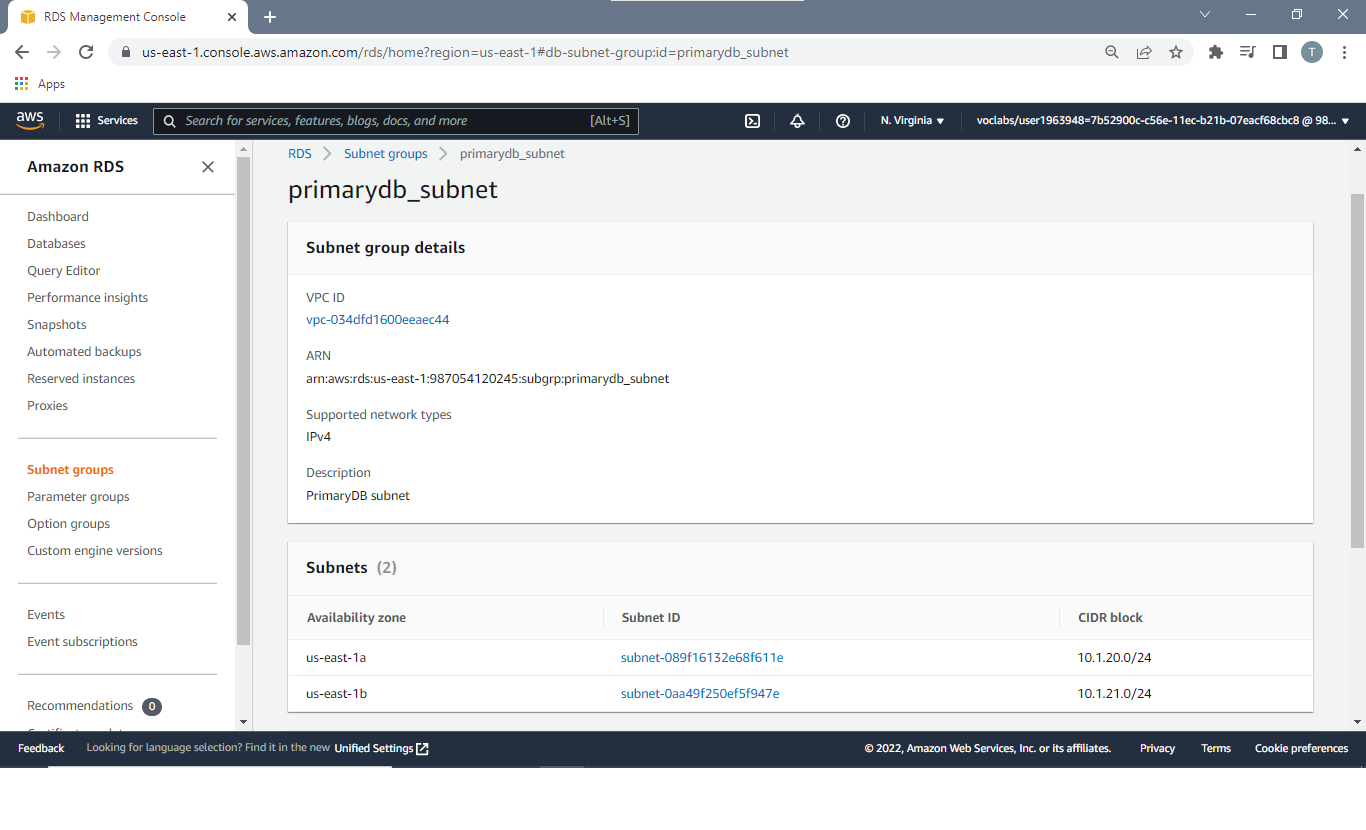 RDS Management Console
us-east-1.console.aws.amazon.com/rds/home?region=us-east-1#db-subnet-group:id=primarydb_subnet
T
Apps
aws
Services
Search for services, features, blogs, docs, and more
[Alt+S]
N. Virginia
voclabs/user1963948=7b52900c-c56e-11ec-b21b-07eacf68cbc8 @ 98...
Amazon RDS
Dashboard
Databases
Query Editor
Performance insights
Snapshots
Automated backups
Reserved instances
Proxies
Subnet groups
Parameter groups
Option groups
Custom engine versions
Events
Event subscriptions
Recommendations 0
RDS > Subnet groups > primarydb_subnet
primarydb_subnet
Subnet group details
VPC ID
vpc-034dfd1600eeaec44
ARN
arn:aws:rds:us-east-1:987054120245:subgrp:primarydb_subnet
Supported network types
IPv4
Description
PrimaryDB subnet
Subnets (2)
Availability zone Subnet ID CIDR block
us-east-1a subnet-089f16132e68f611e 10.1.20.0/24
us-east-1b subnet-0aa49f250ef5f947e 10.1.21.0/24
Feedback
Looking for language selection? Find it in the new Unified Settings
© 2022, Amazon Web Services, Inc. or its affiliates.
Privacy
Terms
Cookie preferences